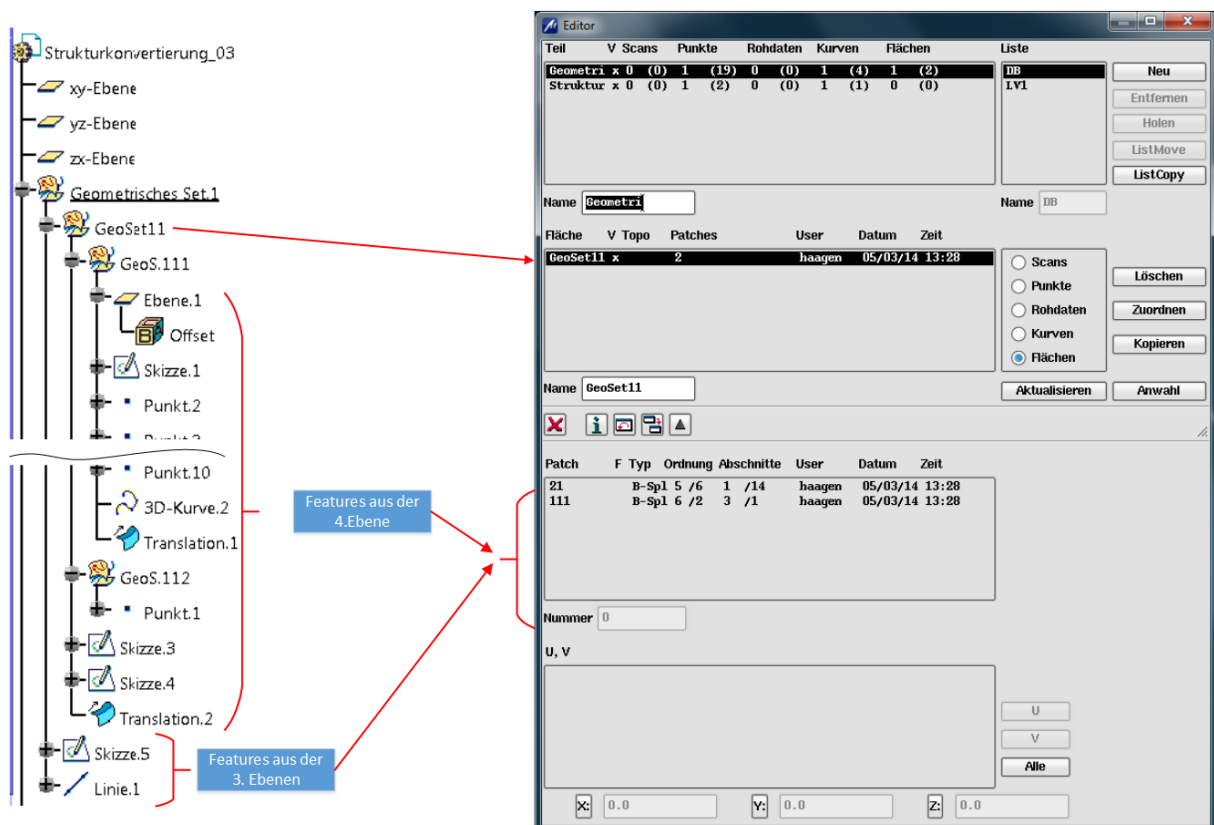 Strukturkonvertierung_03
xy-Ebene
yz-Ebene
zx-Ebene
Geometrisches Set.1
GeoSet11
GeoS.111
Ebene.1
B
Offset
Skizze.1
Punkt.2
Punkt.10
3D-Kurve.2
Translation.1
GeoS.112
Punkt.1
Skizze.3
Skizze.4
Translation.2
Skizze.5
Linie.1
Features aus der
4.Ebene
Features aus der
3. Ebenen
Editor
Teil V Scans Punkte Rohdaten Kurven Flächen
Geometri x 0 (0) 1 (19) 0 (0) 1 (4) 1 (2)
Struktur x 0 (0) 1 (2) 0 (0) 1 (1) 0 (0)
Liste
DB
LV1
Neu
Entfernen
Holen
ListMove
ListCopy
Name Geometri
Name DB
Fläche V Topo Patches User Datum Zeit
GeoSet11 x 2 haagen 05/03/14 13:28
Scans
Punkte
Rohdaten
Kurven
Flächen
Löschen
Zuordnen
Kopieren
Name GeoSet11
Aktualisieren
Anwahl
Patch F Typ Ordnung Abschnitte User Datum Zeit
21 B-Spl 5 /6 1 /14 haagen 05/03/14 13:28
111 B-Spl 6 /2 3 /1 haagen 05/03/14 13:28
Nummer 0
U, V
U
V
Alle
X: 0.0 Y: 0.0 Z: 0.0